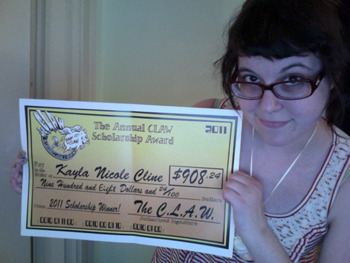 The Annual CLAW 2011
Scholarship Award
Pay
Kayla Nicole Cline $908.24
Nine Hundred and Eight Dollars and 24/100 Dollars
2011 Scholarship Winner! The C.L.A.W.